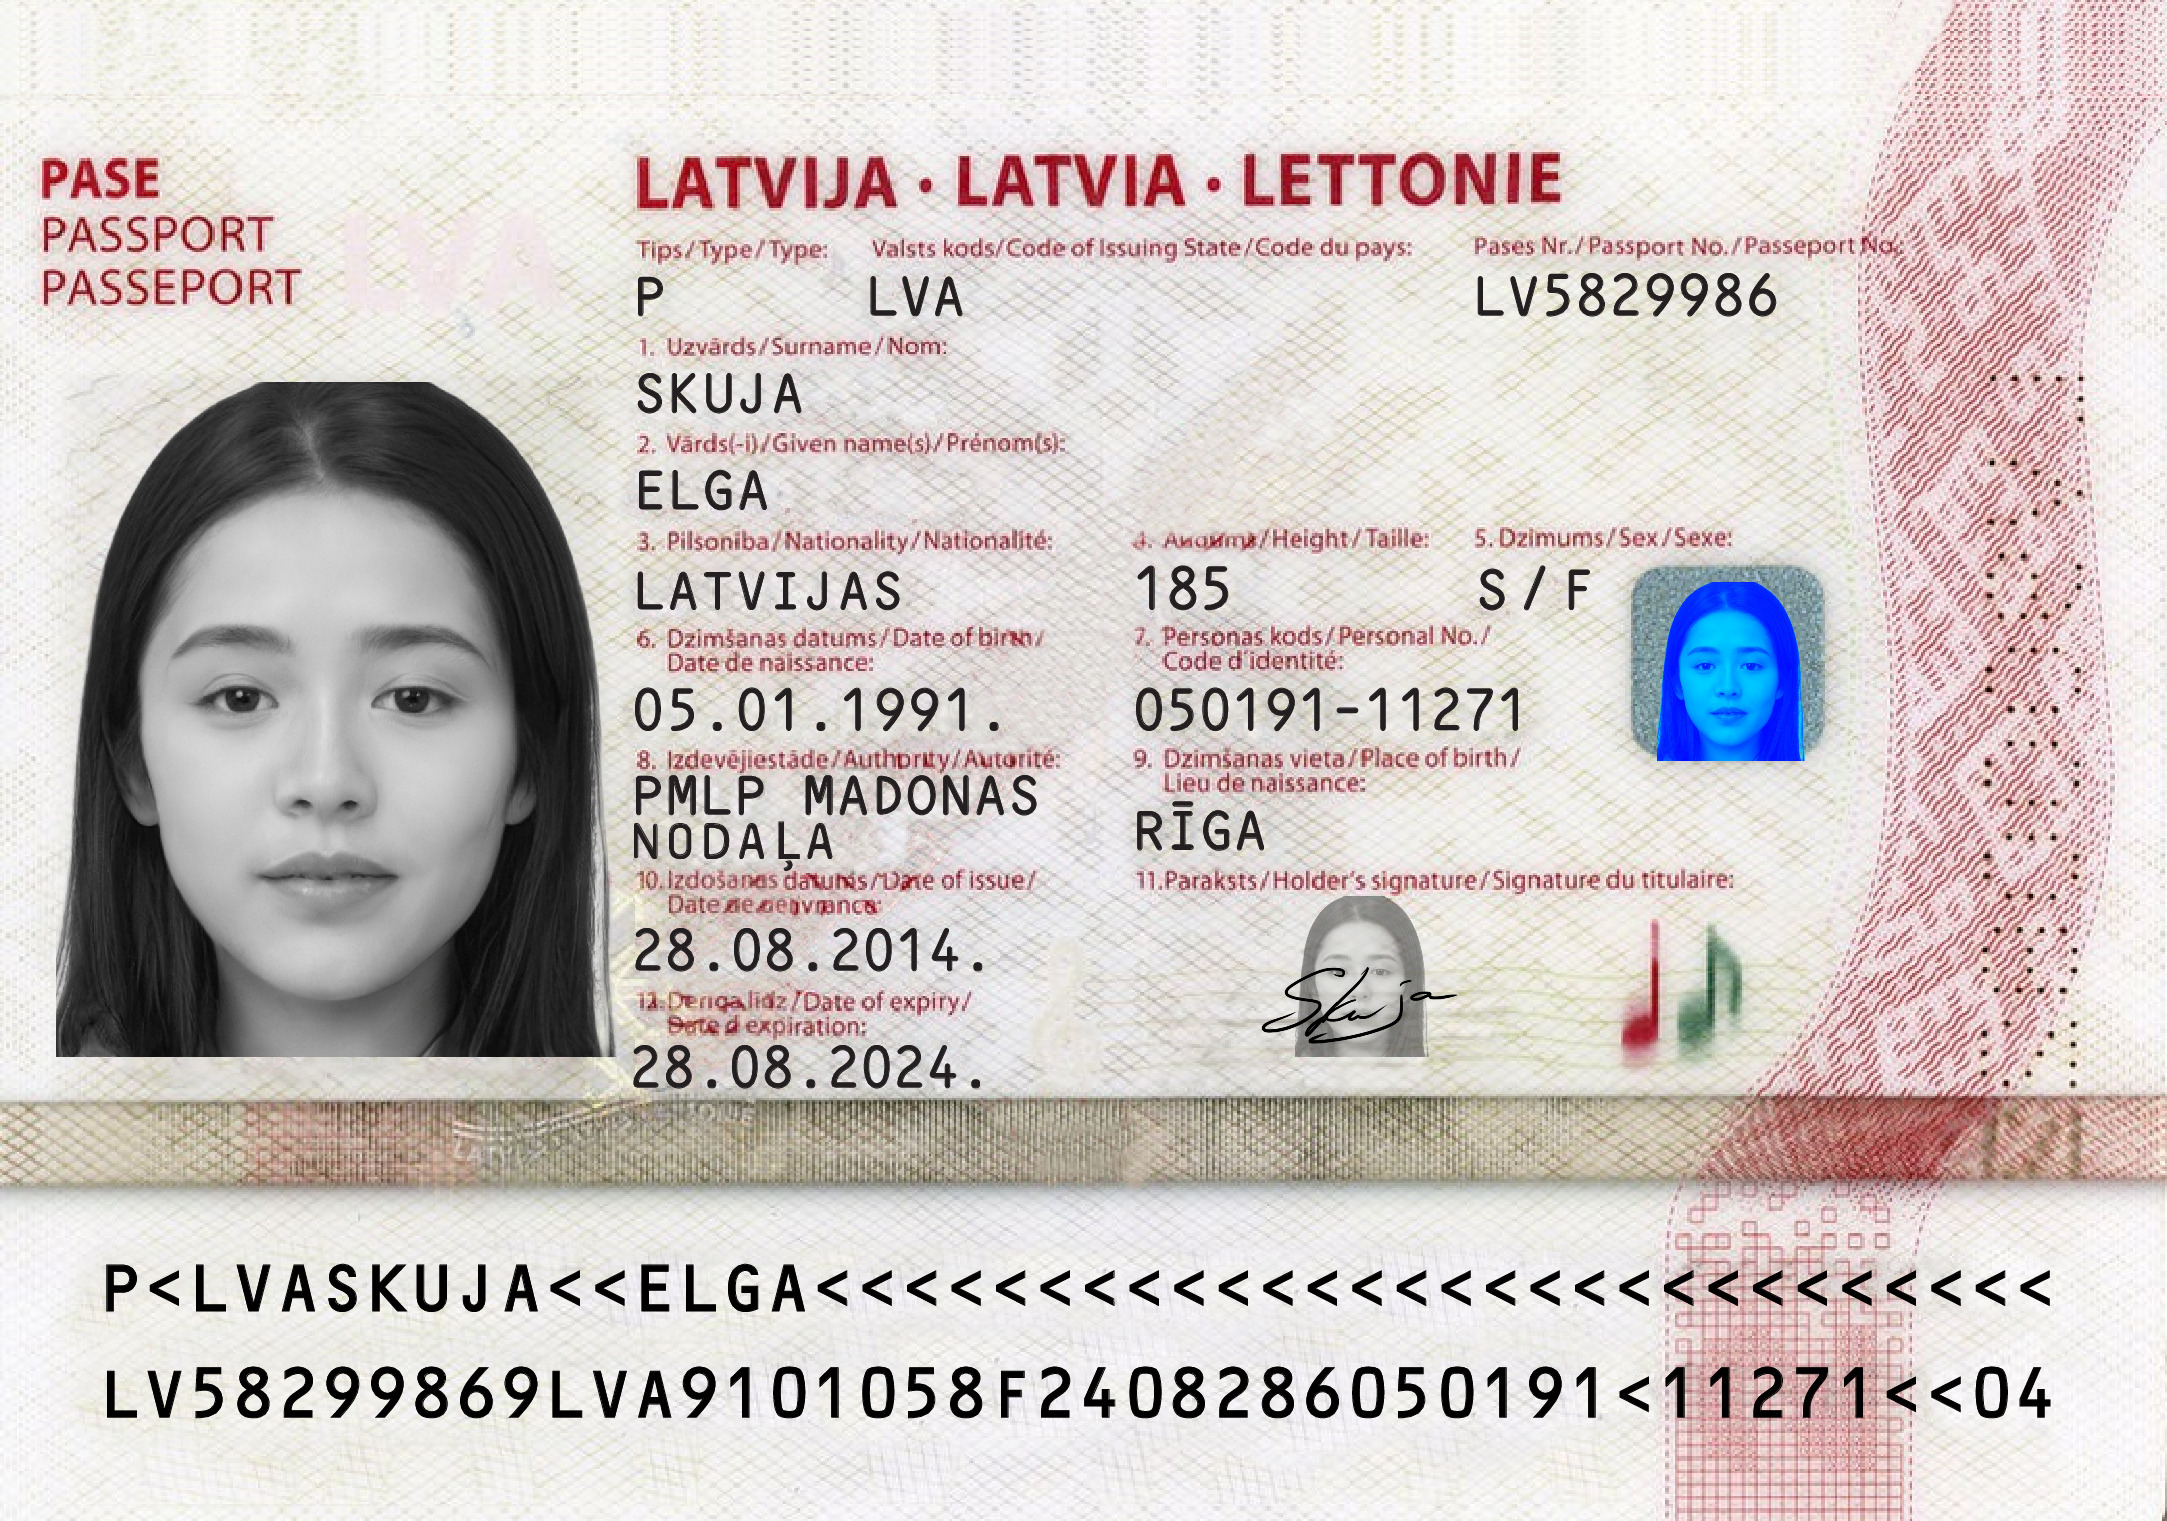 PASE
PASSPORT
PASSEPORT
LVA
LATVIJA · LATVIA · LETTONIE
Tips/Type/Type: Valsts kods/Code of Issuing State/Code du pays: Pases Nr./Passport No./Passeport No.:
P LVA LV5829986
1. Uzvārds/Surname/Nom:
SKUJA
2. Vārds(-i)/Given name(s)/Prénom(s):
ELGA
3. Pilsonība/Nationality/Nationalité: 4. Augums/Height/Taille: 5. Dzimums/Sex/Sexe:
LATVIJAS 185 S/F
6. Dzimšanas datums/Date of birth/ 7. Personas kods/Personal No./
Date de naissance: Code d'identité:
05.01.1991. 050191-11271
8. Izdevējiestāde/Authority/Autorité: 9. Dzimšanas vieta/Place of birth/
Lieu de naissance:
PMLP MADONAS
NODAĻA
RĪGA
10. Izdošanas datums/Date of issue/ 11. Paraksts/Holder's signature/Signature du titulaire:
Date de
28.08.2014.
Skuja
12. Derīga līdz/Date of expiry/
Date d'expiration:
28.08.2024.
P<LVASKUJA<<ELGA<<<<<<<<<<<<<<<<<<<<<<<<<<<<
LV58299869LVA9101058F2408286050191<11271<<04